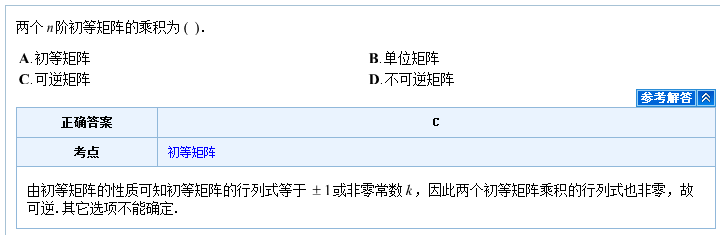 两个 n 阶初等矩阵的乘积为 ( ).
A.初等矩阵 B.单位矩阵
C.可逆矩阵 D.不可逆矩阵
参考解答
正确答案 C
考点 初等矩阵
由初等矩阵的性质可知初等矩阵的行列式等于 ±1或非零常数 k，因此两个初等矩阵乘积的行列式也非零，故
可逆.其它选项不能确定.